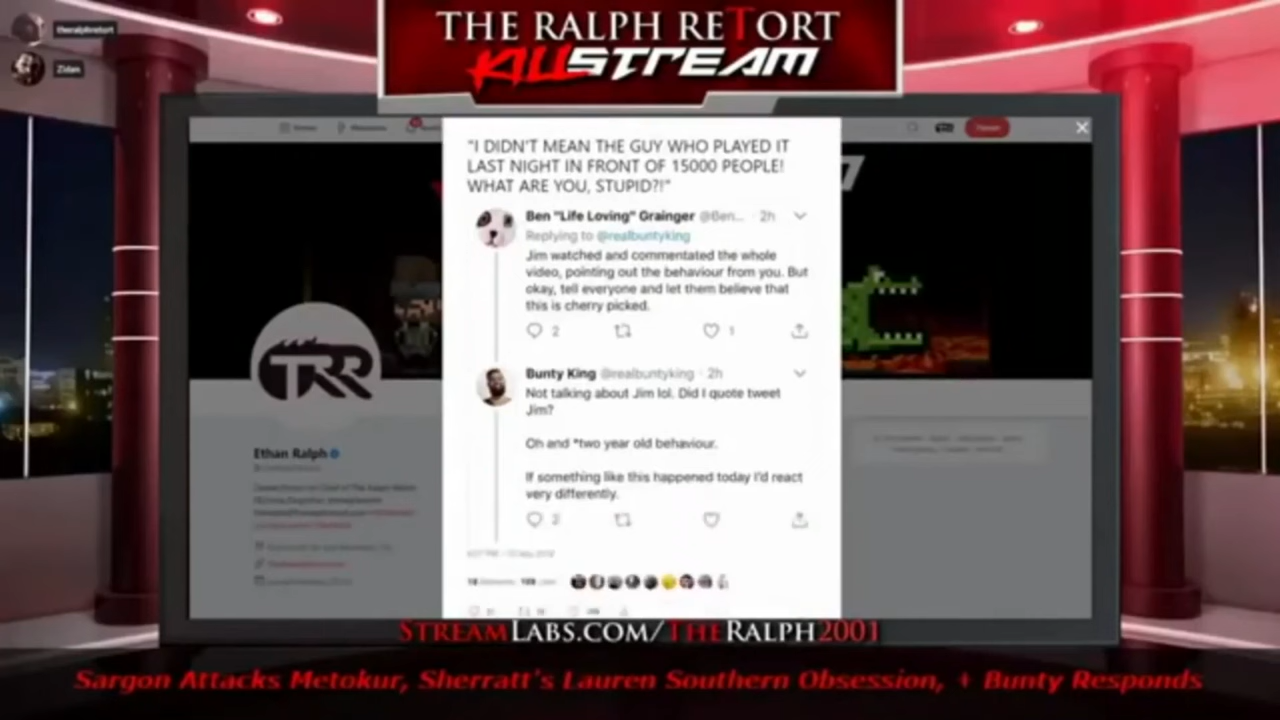 theralphretort
Zidan
THE RALPH RETORT
KILLSTREAM
"I DIDN'T MEAN THE GUY WHO PLAYED IT
LAST NIGHT IN FRONT OF 15000 PEOPLE!
WHAT ARE YOU, STUPID?!"
Ben "Life Loving" Grainger @Ben... · 2h
Replying to @realbuntyking
Jim watched and commentated the whole
video, pointing out the behaviour from you. But
okay, tell everyone and let them believe that
this is cherry picked.
2 1
Bunty King @realbuntyking · 2h
Not talking about Jim lol. Did I quote tweet
Jim?
Oh and *two year old behaviour.
If something like this happened today I'd react
very differently.
2
TRR
Ethan Ralph
STREAMLABS.COM/THERALPH2001
Sargon Attacks Metokur, Sherratt's Lauren Southern Obsession, + Bunty Responds